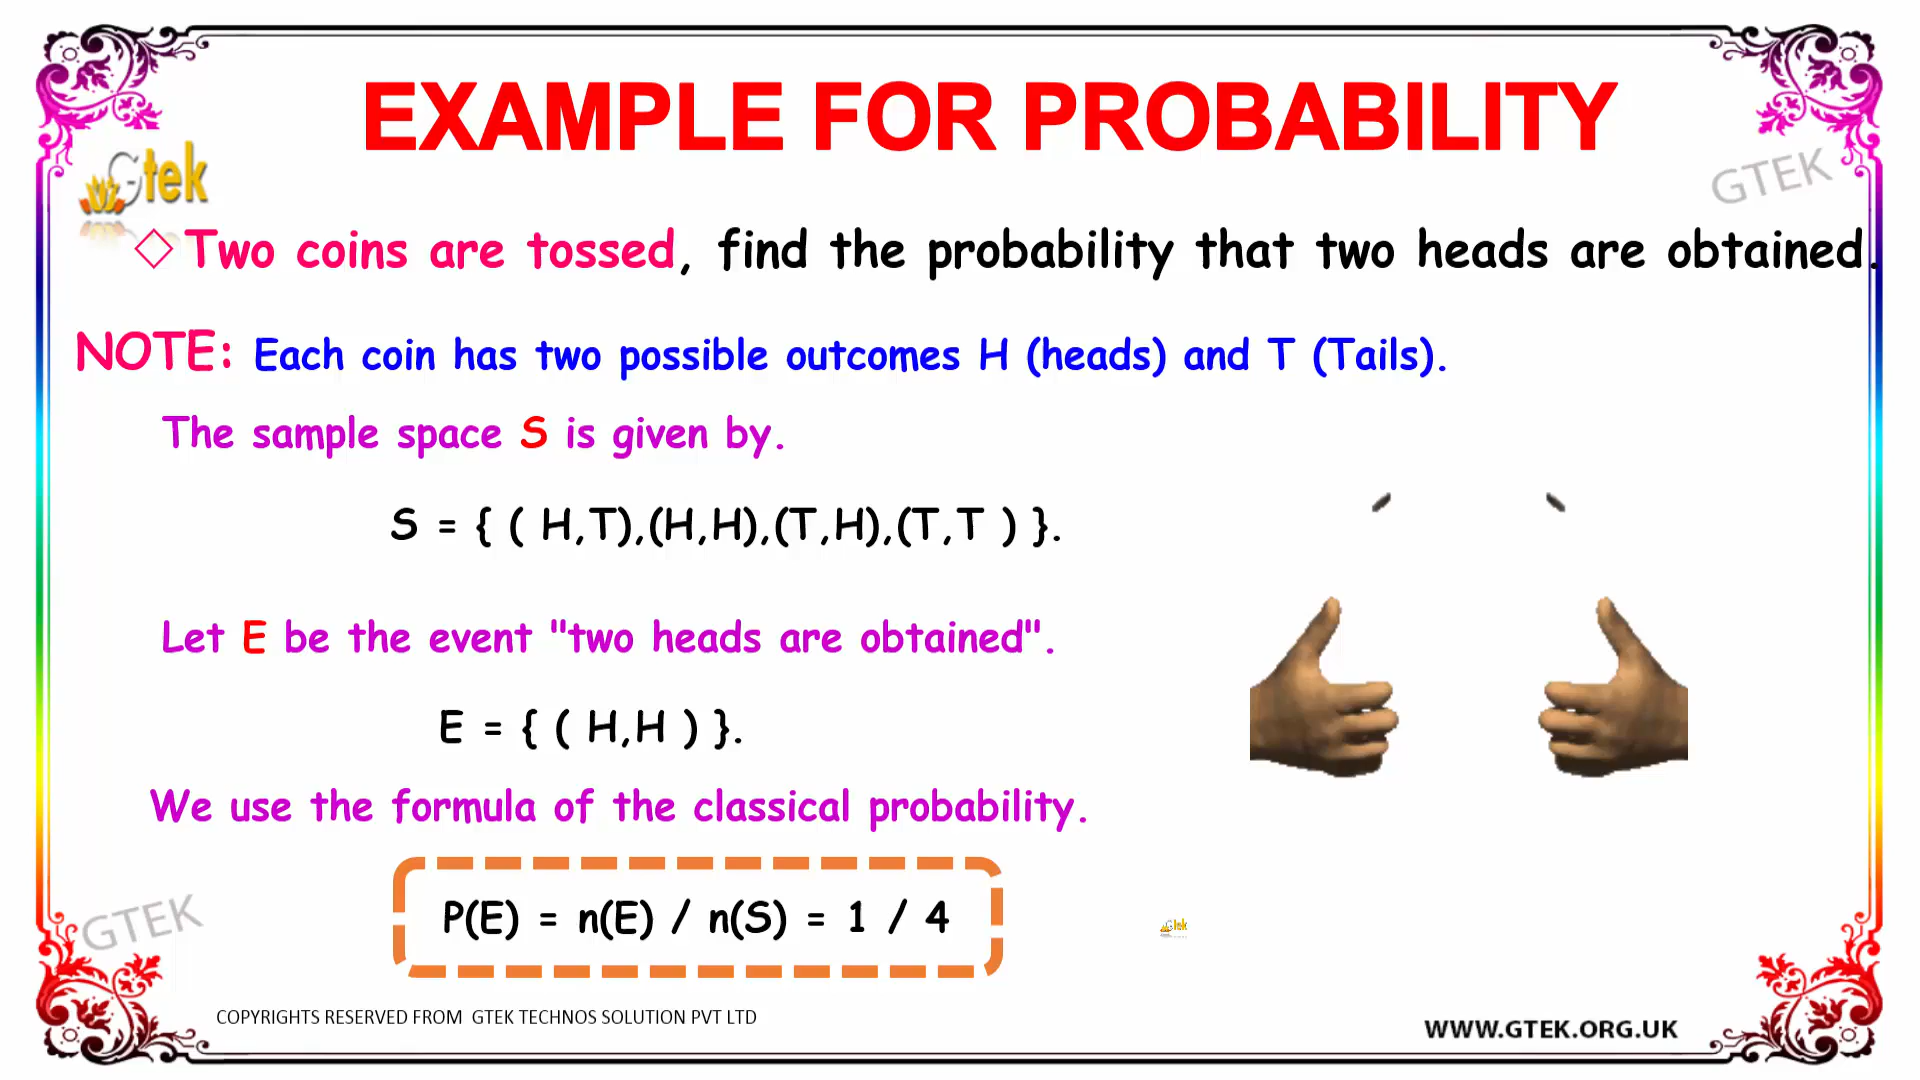 EXAMPLE FOR PROBABILITY
Gtek
GTEK
◇Two coins are tossed, find the probability that two heads are obtained.
NOTE: Each coin has two possible outcomes H (heads) and T (Tails).
The sample space S is given by.
S = { ( H,T),(H,H),(T,H),(T,T ) }.
Let E be the event "two heads are obtained".
E = { ( H,H ) }.
We use the formula of the classical probability.
P(E) = n(E) / n(S) = 1 / 4
GTEK
Gtek
COPYRIGHTS RESERVED FROM GTEK TECHNOS SOLUTION PVT LTD
WWW.GTEK.ORG.UK